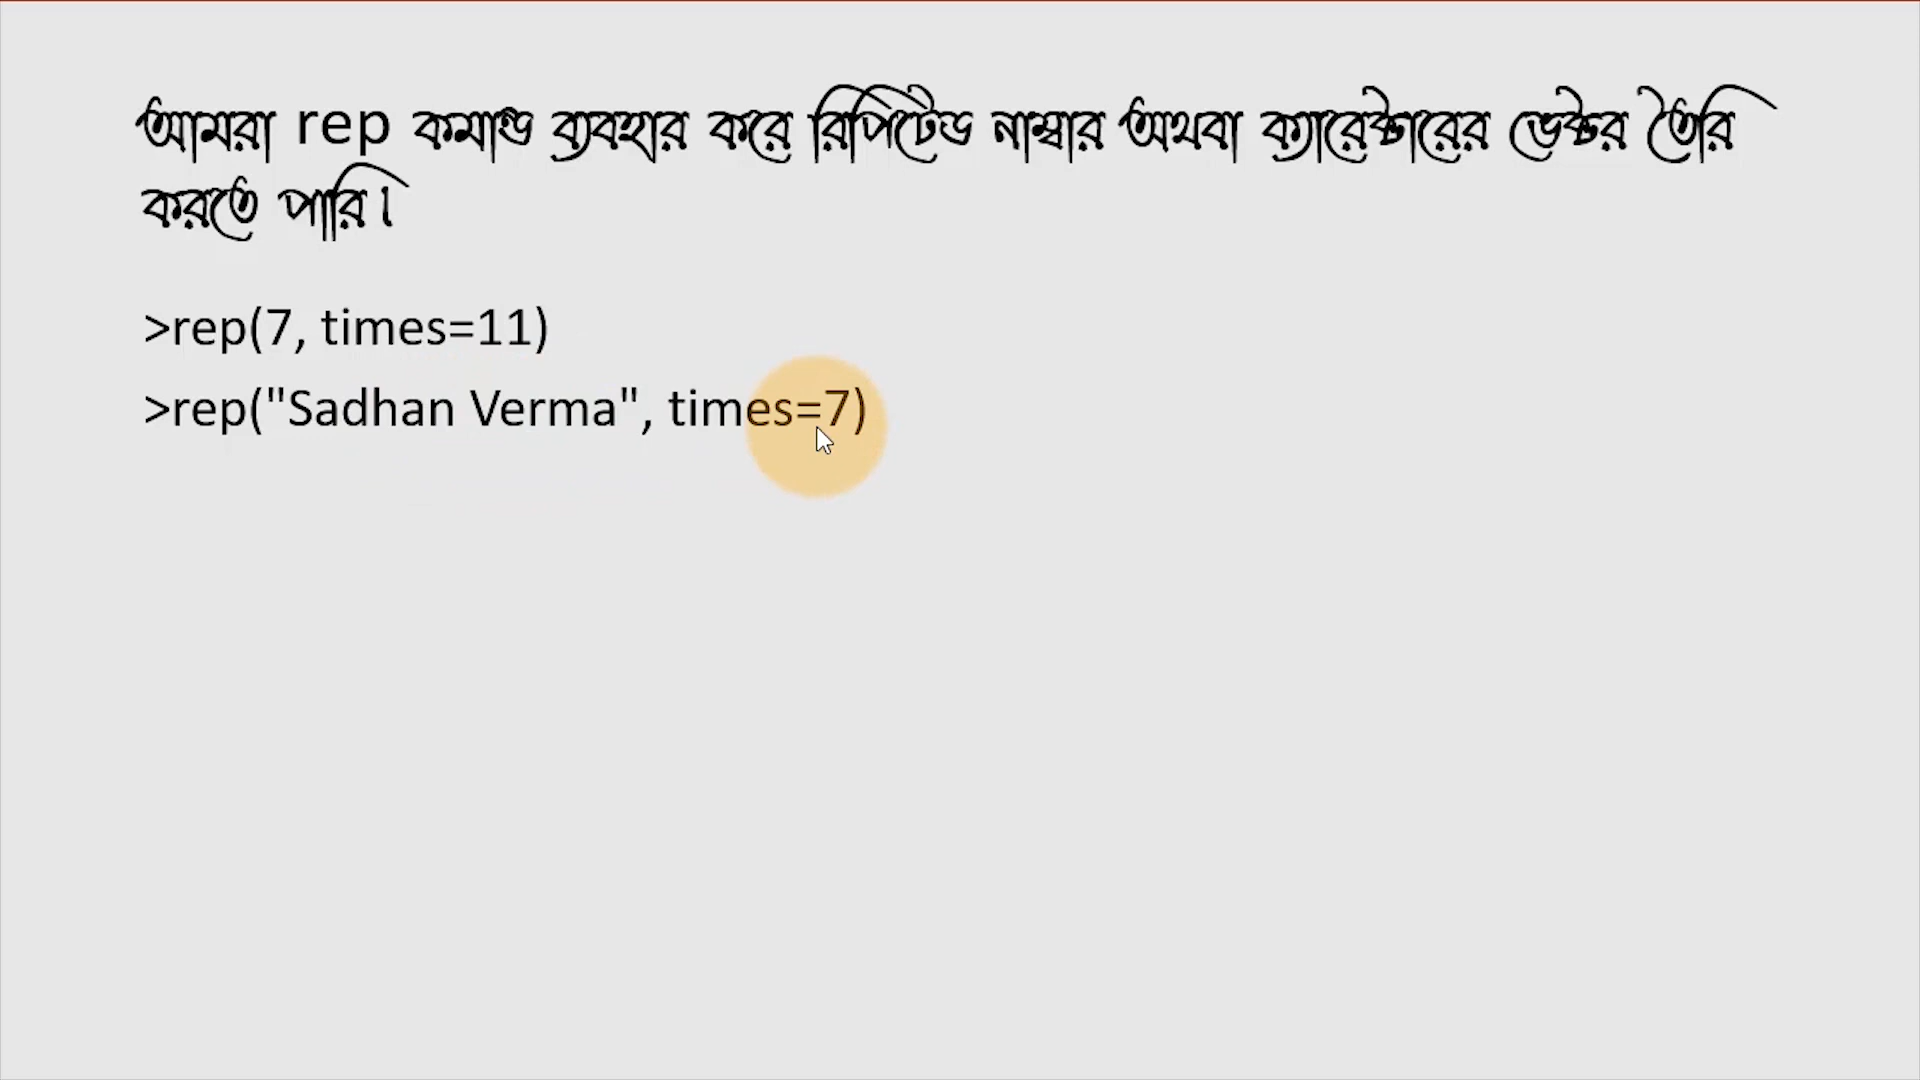 আমরা rep কমান্ড ব্যবহার করে রিপিটেড নাম্বার অথবা ক্যারেক্টারের ভেক্টর তৈরি
করতে পারি।
>rep(7, times=11)
>rep("Sadhan Verma", times=7)